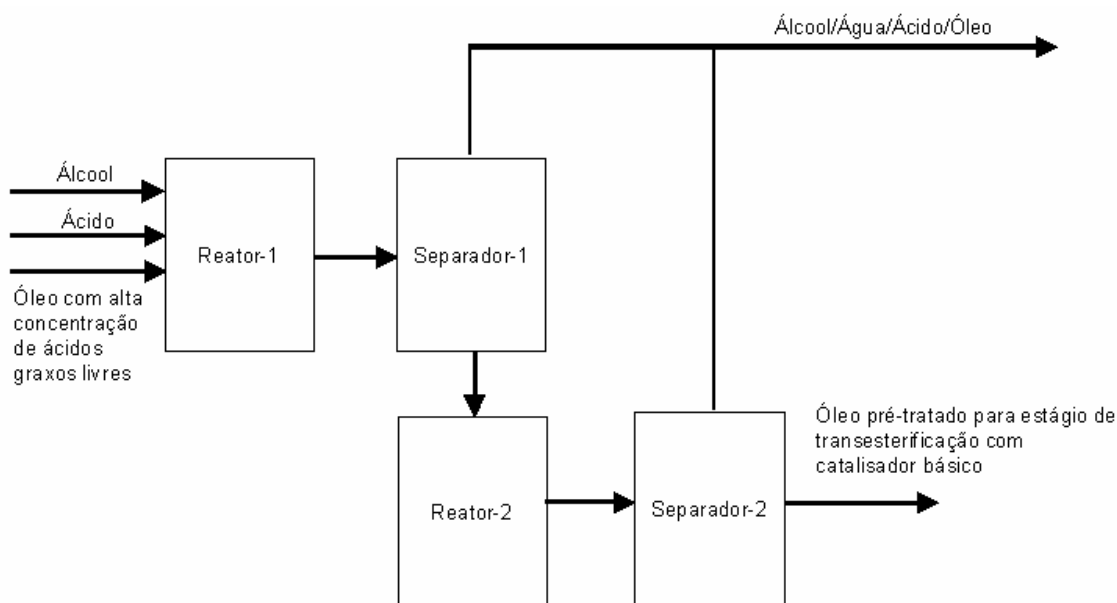 Álcool/Água/Ácido/Óleo
Álcool
Ácido
Reator-1
Separador-1
Óleo com alta
concentração
de ácidos
graxos livres
Óleo pré-tratado para estágio de
transesterificação com
catalisador básico
Reator-2
Separador-2